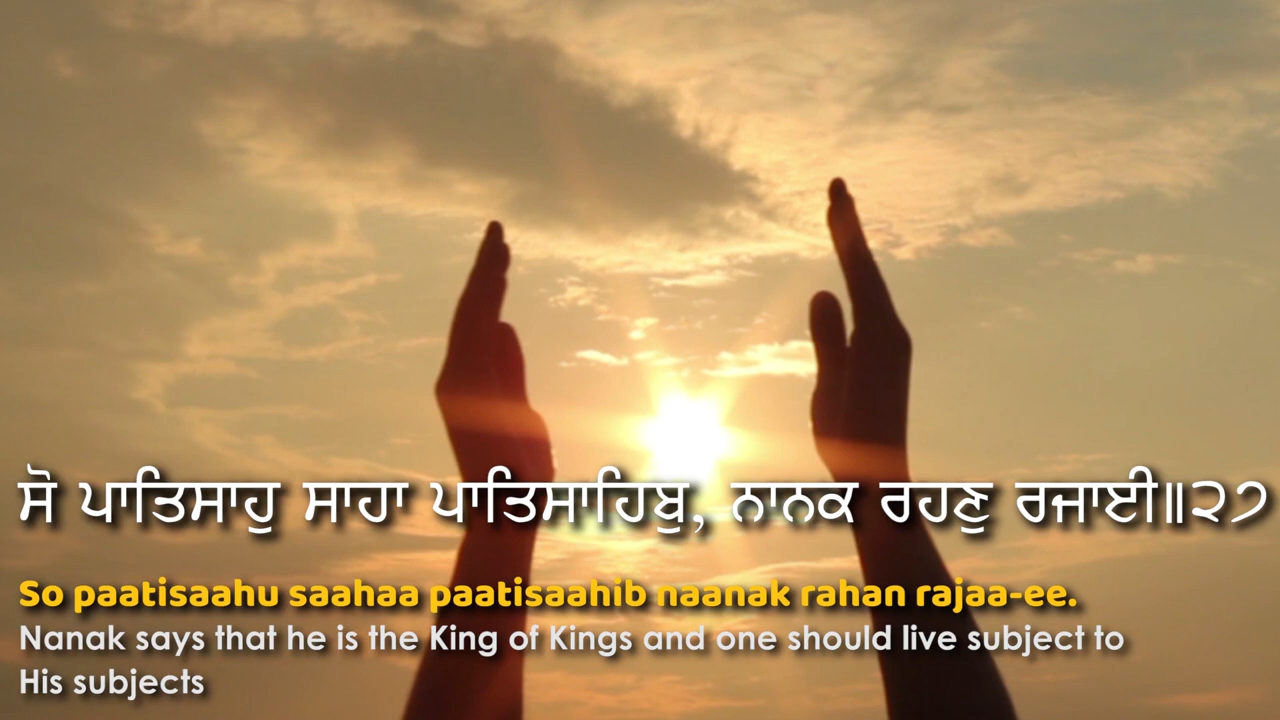 ਸੋ ਪਾਤਿਸਾਹੁ ਸਾਹਾ ਪਾਤਿਸਾਹਿਬੁ, ਨਾਨਕ ਰਹਣੁ ਰਜਾਈ॥੨੭
So paatisaahu saahaa paatisaahib naanak rahan rajaa-ee.
Nanak says that he is the King of Kings and one should live subject to
His subjects